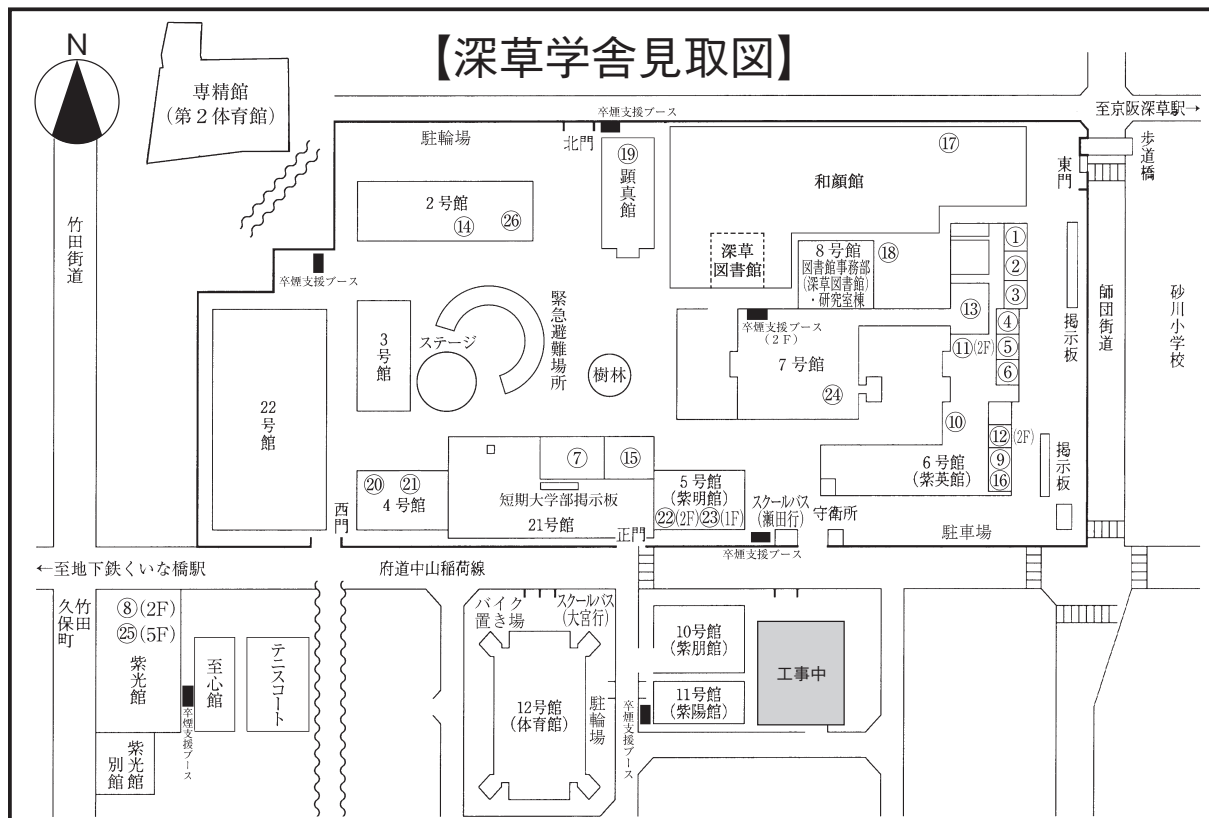 【深草学舎見取図】
N
専精館
(第2体育館)
卒煙支援ブース
至京阪深草駅→
駐輪場
北門
⑲
顕真館
⑰
和顔館
東門
歩道橋
竹田街道
2号館
⑭
㉖
深草
図書館
8号館
図書館事務部
(深草図書館)
・研究室棟
⑱
①
②
③
④
⑤
⑥
⑬
⑪(2F)
掲示板
師団街道
砂川小学校
卒煙支援ブース
3号館
ステージ
緊急避難場所
樹林
卒煙支援ブース
(2F)
7号館
㉔
⑩
22号館
⑫(2F)
⑨
⑯
6号館
(紫英館)
掲示板
⑦
⑮
⑳
㉑
4号館
短期大学部掲示板
21号館
5号館
(紫明館)
㉒(2F)㉓(1F)
スクールバス
(瀬田行)
守衛所
駐車場
西門
正門
卒煙支援ブース
←至地下鉄くいな橋駅
府道中山稲荷線
竹田
久保町
⑧(2F)
㉕(5F)
紫光館
至心館
テニスコート
卒煙支援ブース
紫光館
別館
バイク
置き場
スクールバス
(大宮行)
12号館
(体育館)
駐輪場
卒煙支援ブース
10号館
(紫朋館)
11号館
(紫陽館)
工事中